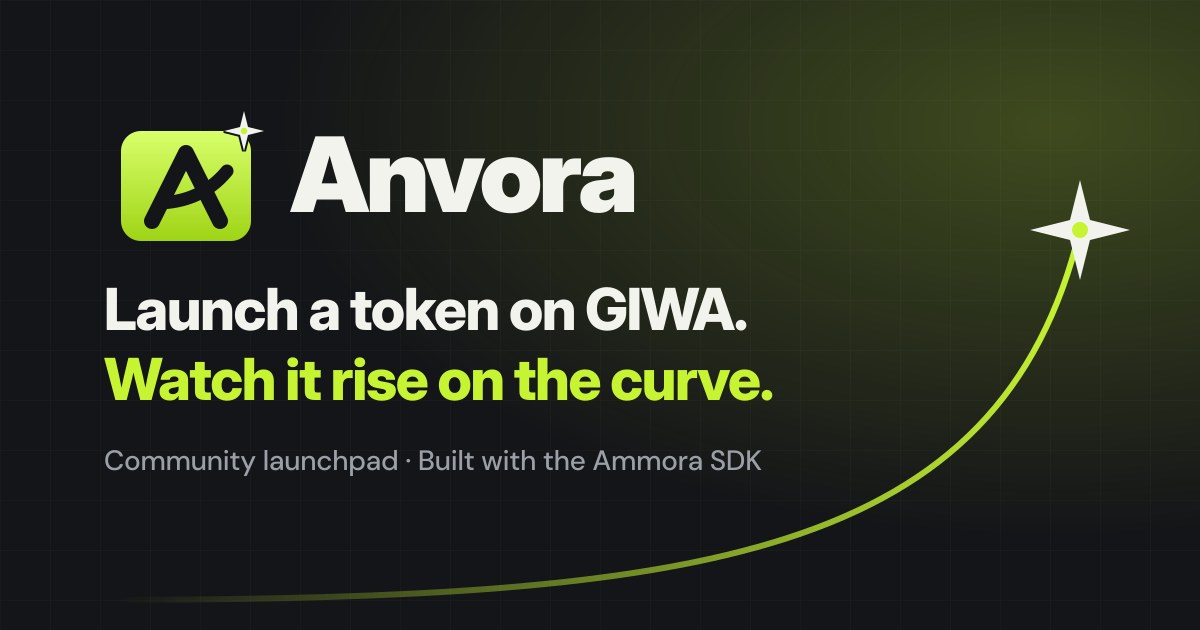 Anvora
Launch a token on GIWA.
Watch it rise on the curve.
Community launchpad · Built with the Ammora SDK